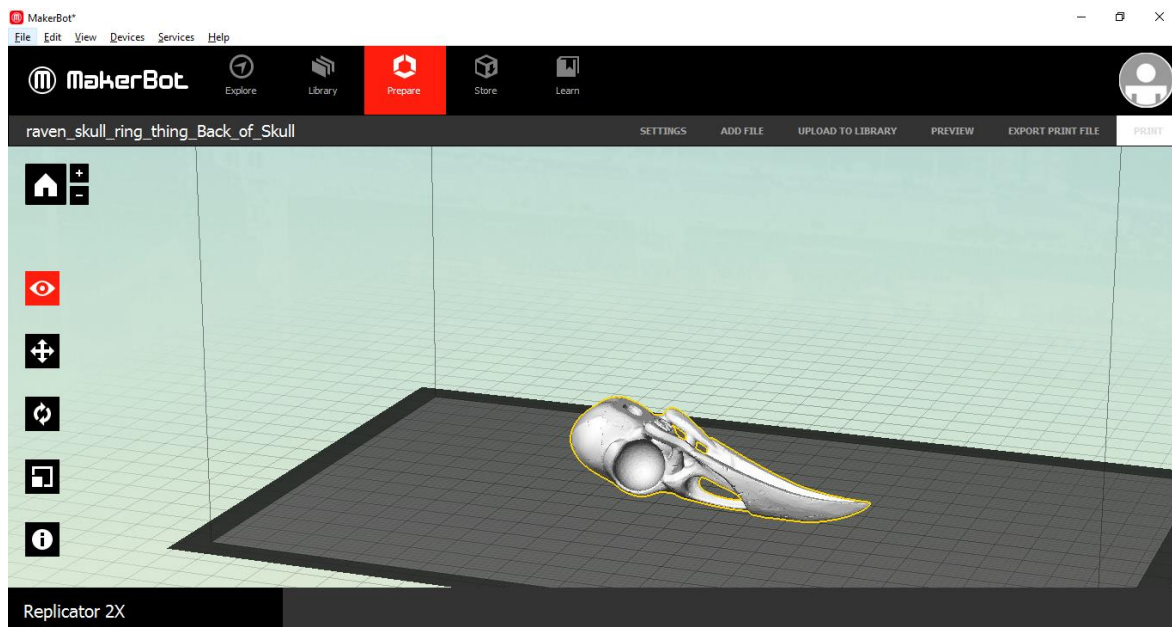 MakerBot*
File Edit View Devices Services Help
MakerBot
Explore Library Prepare Store Learn
raven_skull_ring_thing_Back_of_Skull SETTINGS ADD FILE UPLOAD TO LIBRARY PREVIEW EXPORT PRINT FILE PRINT
Replicator 2X